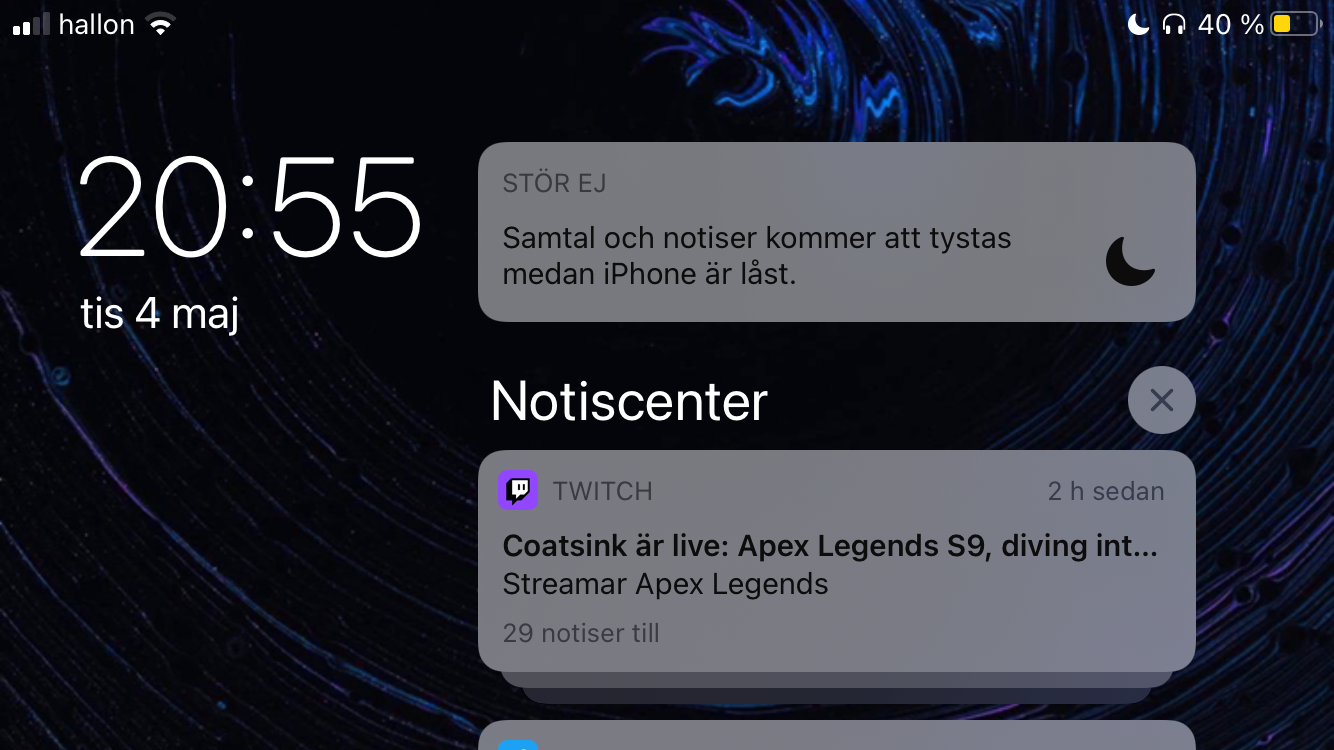 hallon
40 %
20:55
tis 4 maj
STÖR EJ
Samtal och notiser kommer att tystas
medan iPhone är låst.
Notiscenter
TWITCH
2 h sedan
Coatsink är live: Apex Legends S9, diving int…
Streamar Apex Legends
29 notiser till